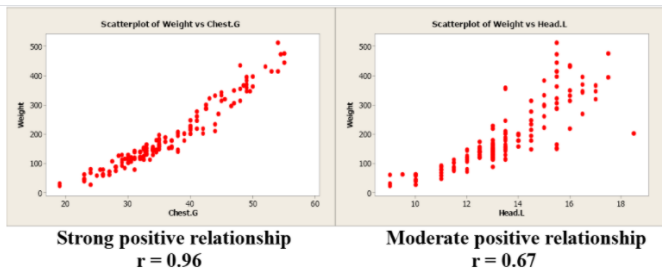 Scatterplot of Weight vs Chest.G
Weight
500
400
300
200
100
0
20 30 40 50 60
Chest.G
Strong positive relationship
r = 0.96
Scatterplot of Weight vs Head.L
Weight
500
400
300
200
100
0
10 12 14 16 18
Head.L
Moderate positive relationship
r = 0.67